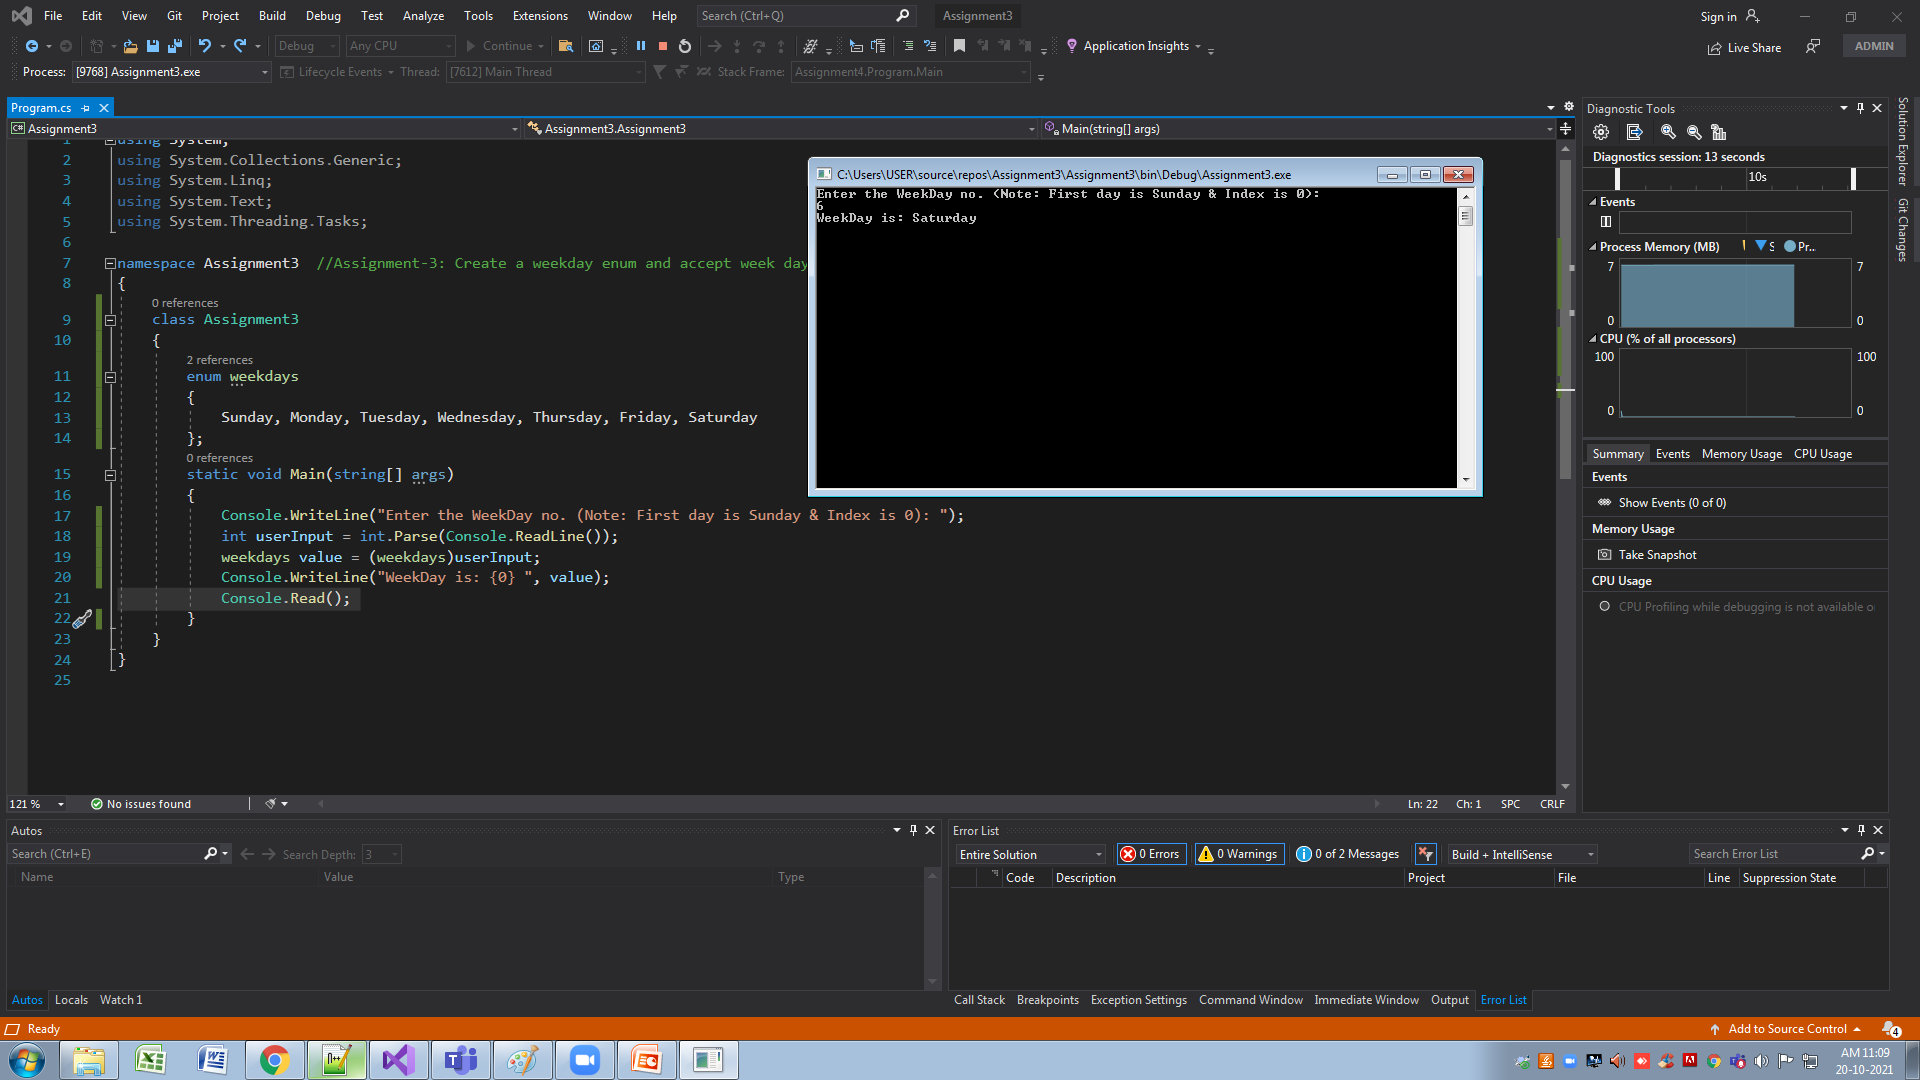 File Edit View Git Project Build Debug Test Analyze Tools Extensions Window Help Search (Ctrl+Q) Assignment3 Sign in
Debug Any CPU Continue Application Insights Live Share ADMIN
Process: [9768] Assignment3.exe Lifecycle Events Thread: [7612] Main Thread Stack Frame: Assignment4.Program.Main
Program.cs
Assignment3 Assignment3.Assignment3 Main(string[] args)
1 using System;
2 using System.Collections.Generic;
3 using System.Linq;
4 using System.Text;
5 using System.Threading.Tasks;
6
7 namespace Assignment3 //Assignment-3: Create a weekday enum and accept week day
8 {
0 references
9 class Assignment3
10 {
2 references
11 enum weekdays
12 {
13 Sunday, Monday, Tuesday, Wednesday, Thursday, Friday, Saturday
14 };
0 references
15 static void Main(string[] args)
16 {
17 Console.WriteLine("Enter the WeekDay no. (Note: First day is Sunday & Index is 0): ");
18 int userInput = int.Parse(Console.ReadLine());
19 weekdays value = (weekdays)userInput;
20 Console.WriteLine("WeekDay is: {0} ", value);
21 Console.Read();
22 }
23 }
24 }
25
C:\Users\USER\source\repos\Assignment3\Assignment3\bin\Debug\Assignment3.exe
Enter the WeekDay no. (Note: First day is Sunday & Index is 0):
6
WeekDay is: Saturday
Diagnostic Tools
Diagnostics session: 13 seconds
10s
Events
Process Memory (MB) S Pr...
7 7
0 0
CPU (% of all processors)
100 100
0 0
Summary Events Memory Usage CPU Usage
Events
Show Events (0 of 0)
Memory Usage
Take Snapshot
CPU Usage
CPU Profiling while debugging is not available o
Solution Explorer
Git Changes
121 % No issues found Ln: 22 Ch: 1 SPC CRLF
Autos
Search (Ctrl+E) Search Depth: 3
Name Value Type
Autos Locals Watch 1
Error List
Entire Solution 0 Errors 0 Warnings 0 of 2 Messages Build + IntelliSense Search Error List
Code Description Project File Line Suppression State
Call Stack Breakpoints Exception Settings Command Window Immediate Window Output Error List
Ready Add to Source Control 4
AM 11:09
20-10-2021